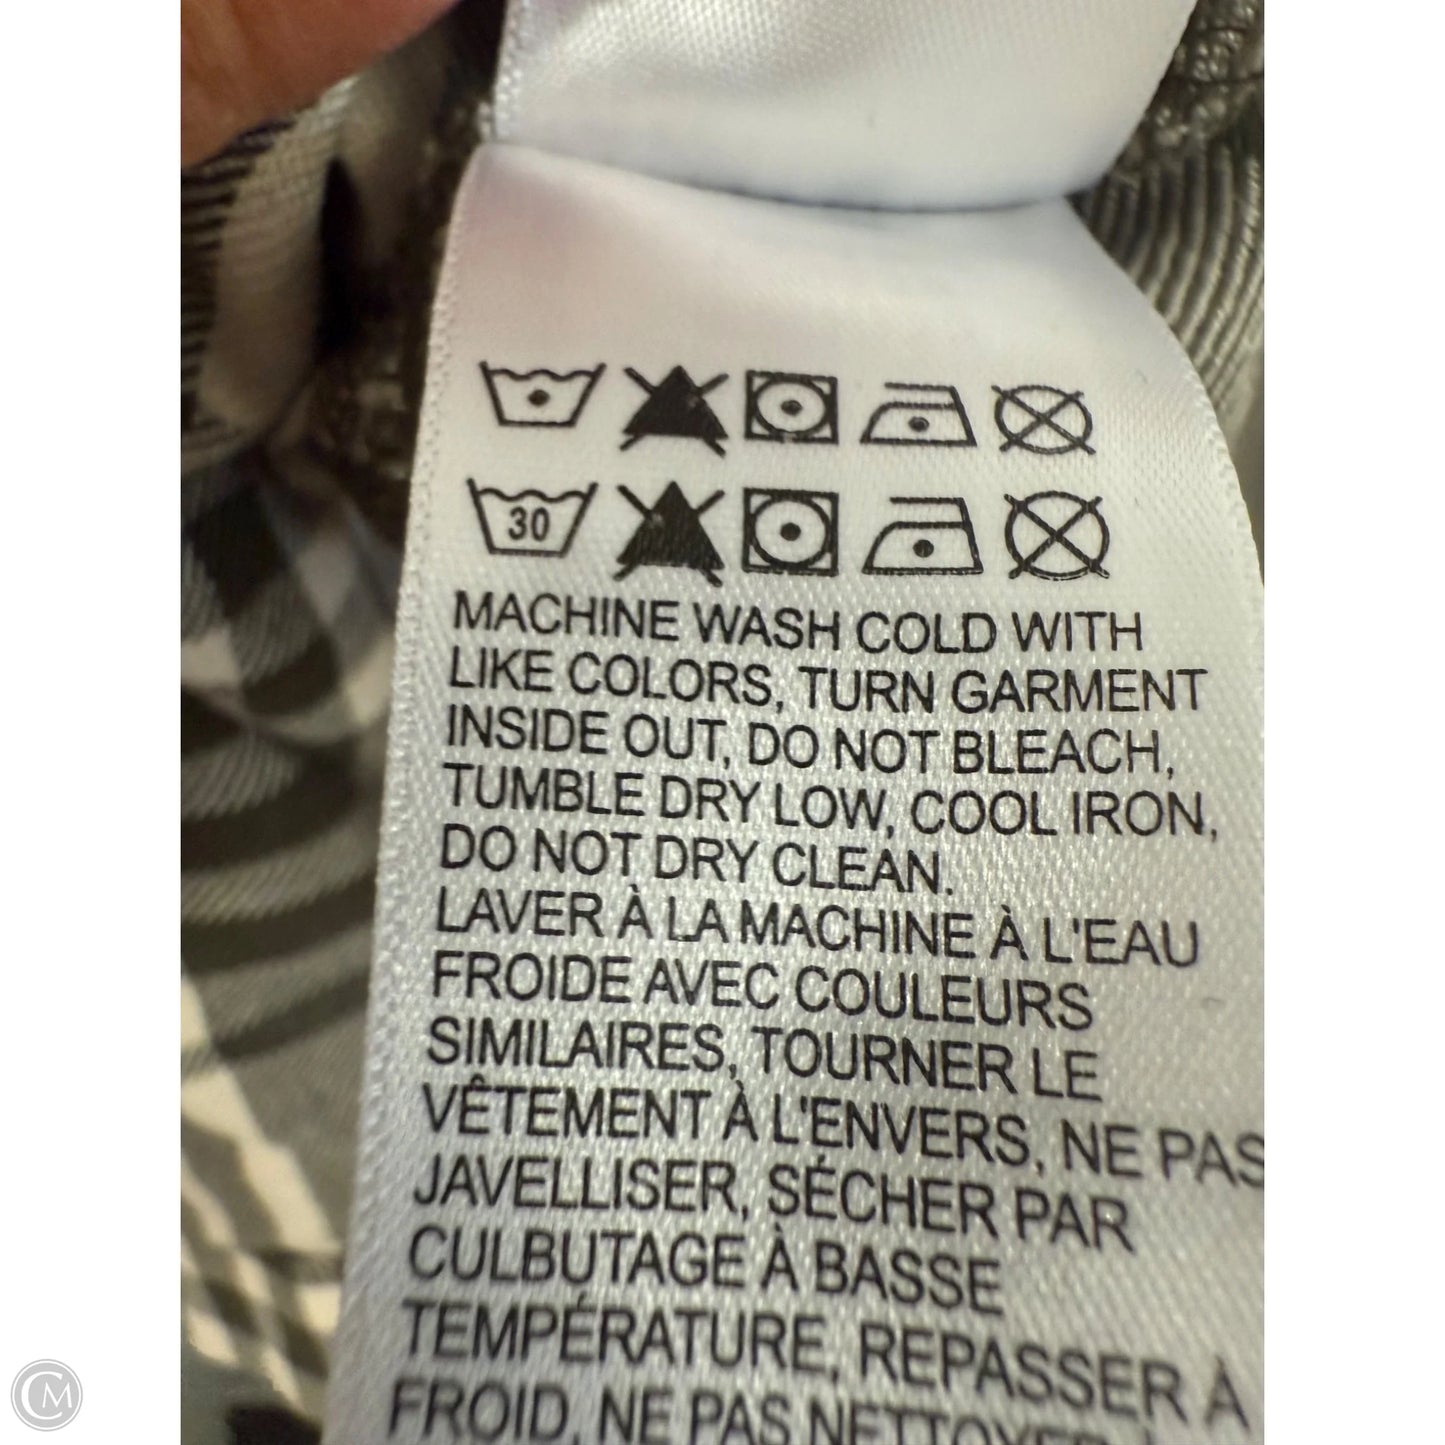 30
MACHINE WASH COLD WITH
LIKE COLORS, TURN GARMENT
INSIDE OUT, DO NOT BLEACH,
TUMBLE DRY LOW, COOL IRON,
DO NOT DRY CLEAN.
LAVER À LA MACHINE À L'EAU
FROIDE AVEC COULEURS
SIMILAIRES, TOURNER LE
VÊTEMENT À L'ENVERS, NE PAS
JAVELLISER, SÉCHER PAR
CULBUTAGE À BASSE
TEMPÉRATURE, REPASSER À
FROID, NE PAS NETTOYER À
CM